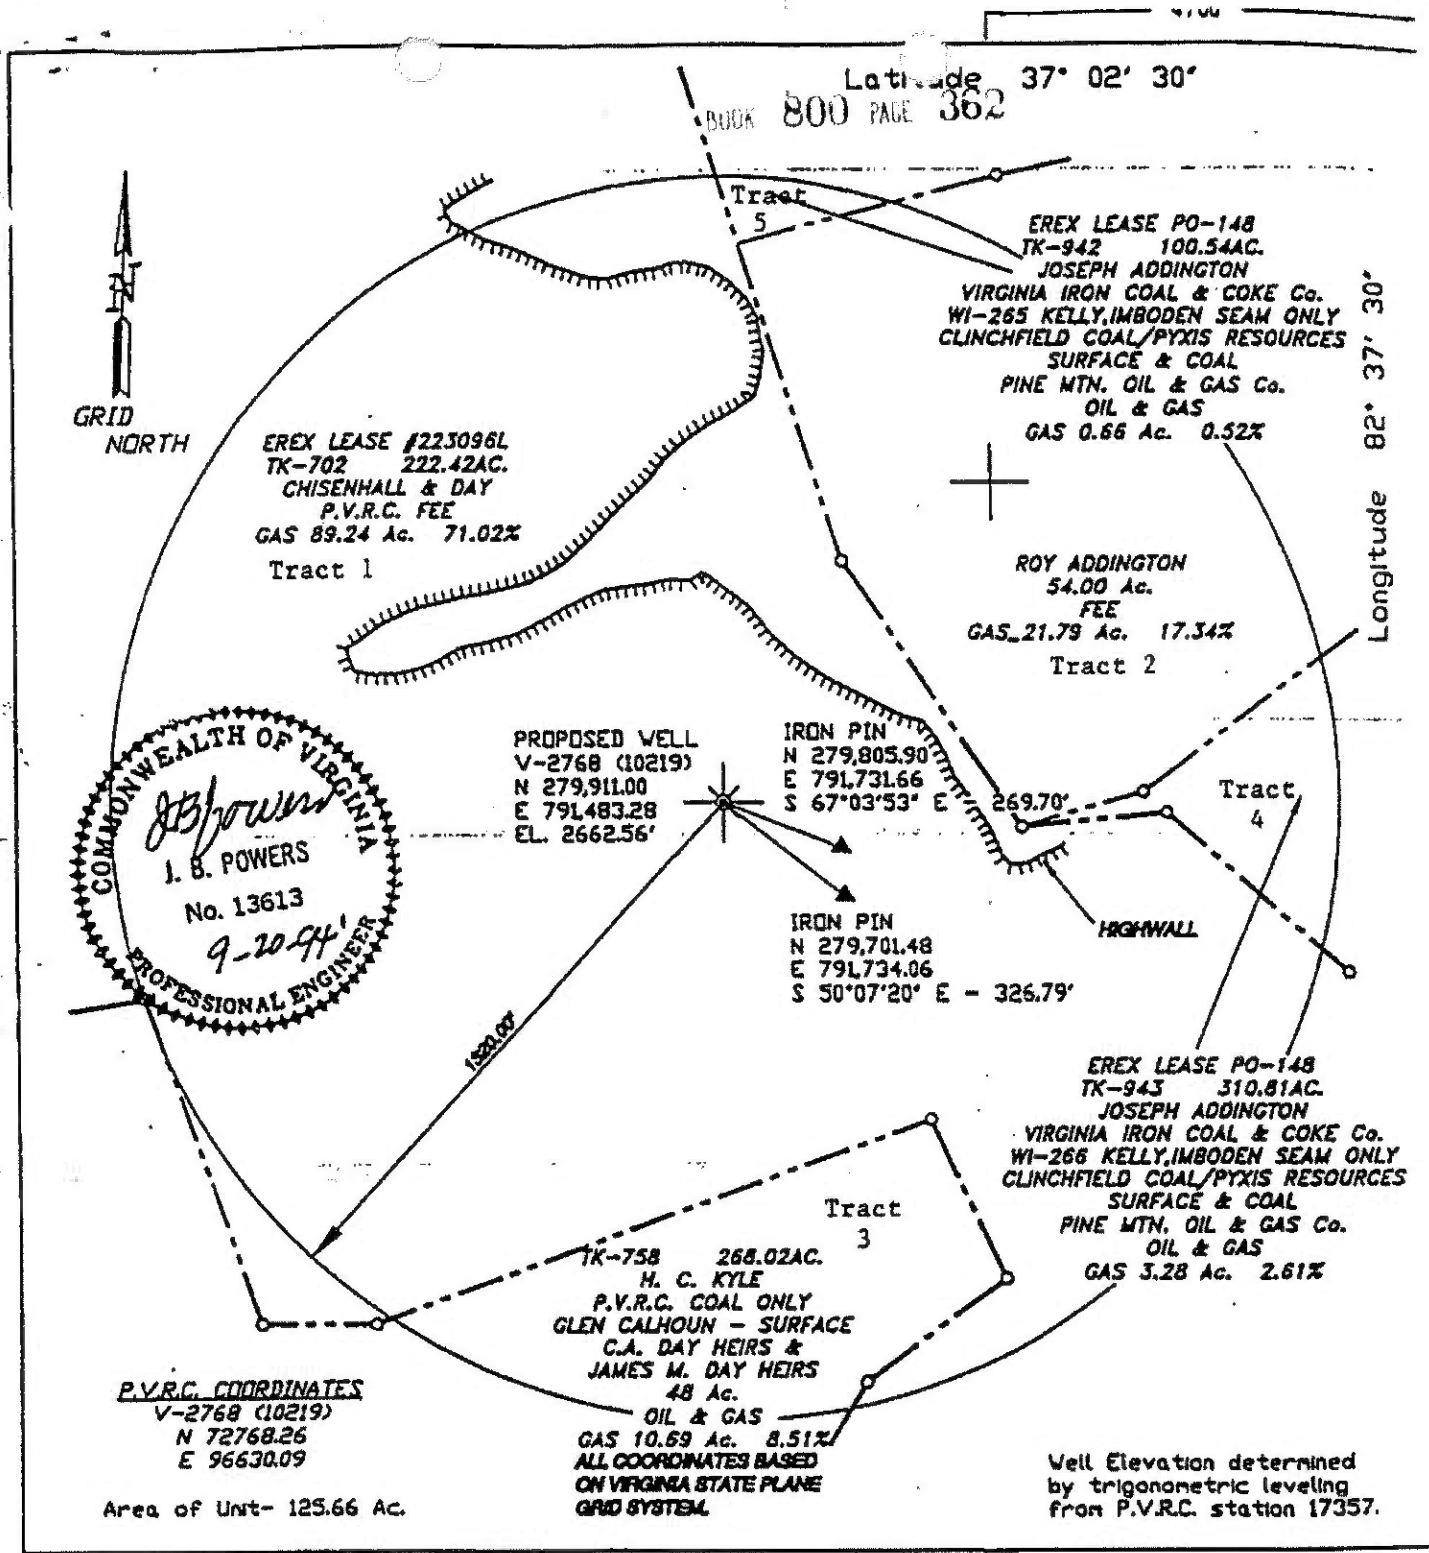 Latitude 37° 02' 30"
BOOK 800 PAGE 362
Tract
5
EREX LEASE PO-148
TK-942 100.54AC.
JOSEPH ADDINGTON
VIRGINIA IRON COAL & COKE Co.
WI-265 KELLY,IMBODEN SEAM ONLY
CLINCHFIELD COAL/PYXIS RESOURCES
SURFACE & COAL
PINE MTN. OIL & GAS Co.
OIL & GAS
GAS 0.66 Ac. 0.52%
Longitude 82° 37' 30"
N
GRID
NORTH
EREX LEASE #223096L
TK-702 222.42AC.
CHISENHALL & DAY
P.V.R.C. FEE
GAS 89.24 Ac. 71.02%
Tract 1
ROY ADDINGTON
54.00 Ac.
FEE
GAS 21.79 Ac. 17.34%
Tract 2
PROPOSED WELL
V-2768 (10219)
N 279,911.00
E 791,483.28
EL. 2662.56'
IRON PIN
N 279,805.90
E 791,731.66
S 67°03'53" E 269.70'
Tract
4
COMMONWEALTH OF VIRGINIA
JB Powers
J. B. POWERS
No. 13613
9-20-94
PROFESSIONAL ENGINEER
IRON PIN
N 279,701.48
E 791,734.06
S 50°07'20" E - 326.79'
HIGHWALL
1320.00'
EREX LEASE PO-148
TK-943 310.81AC.
JOSEPH ADDINGTON
VIRGINIA IRON COAL & COKE Co.
WI-266 KELLY,IMBODEN SEAM ONLY
CLINCHFIELD COAL/PYXIS RESOURCES
SURFACE & COAL
PINE MTN. OIL & GAS Co.
OIL & GAS
GAS 3.28 Ac. 2.61%
Tract
3
TK-758 268.02AC.
H. C. KYLE
P.V.R.C. COAL ONLY
GLEN CALHOUN - SURFACE
C.A. DAY HEIRS &
JAMES M. DAY HEIRS
48 Ac.
OIL & GAS
GAS 10.69 Ac. 8.51%
ALL COORDINATES BASED
ON VIRGINIA STATE PLANE
GRID SYSTEM.
P.V.R.C. COORDINATES
V-2768 (10219)
N 72768.26
E 96630.09
Area of Unit- 125.66 Ac.
Well Elevation determined
by trigonometric leveling
from P.V.R.C. station 17357.